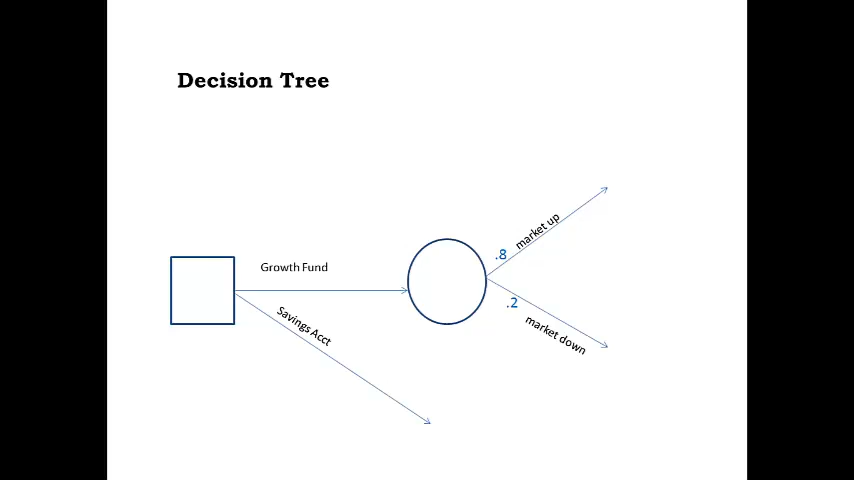 Decision Tree
Growth Fund
Savings Acct
.8
market up
.2
market down